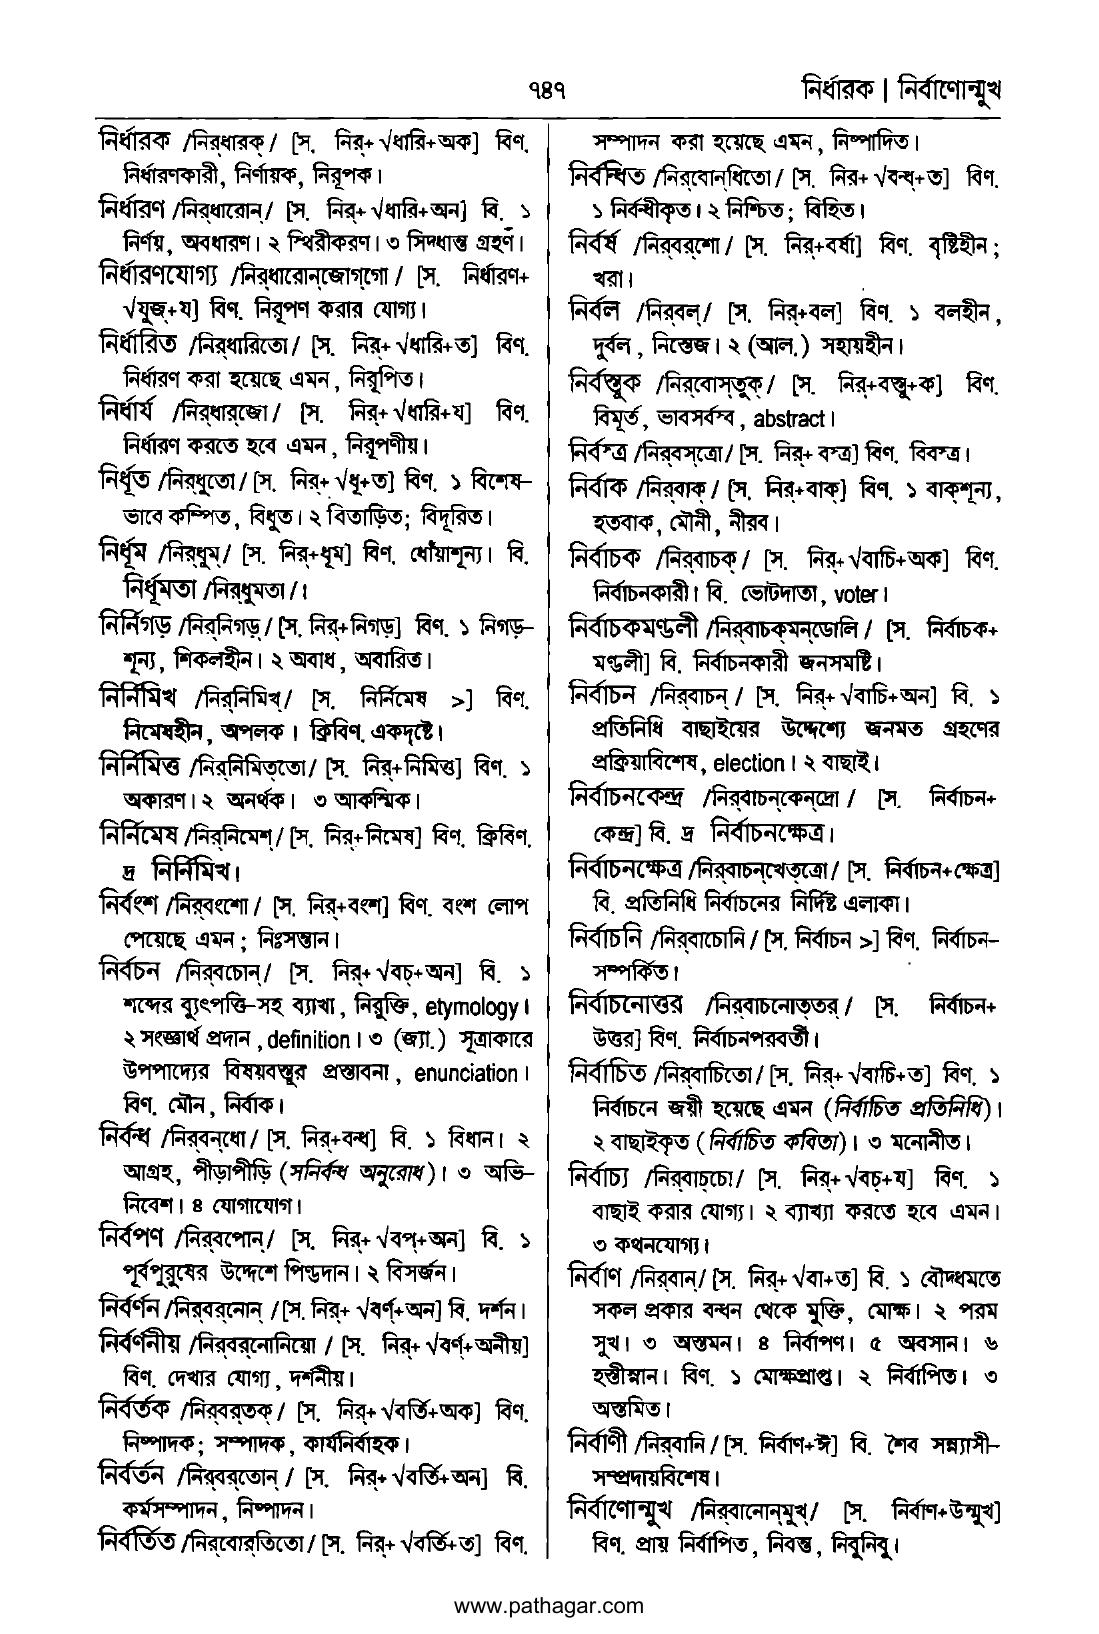 ৭৪৭
নির্ধারক | নির্বাণোন্মুখ
নির্ধারক /নির্‌ধারক্‌/ [স. নির্‌+√ধারি+অক] বিণ.
নির্ধারণকারী, নির্ণায়ক, নিরূপক।
নির্ধারণ /নির্‌ধারোন্‌/ [স. নির্‌+√ধারি+অন] বি. ১
নির্ণয়, অবধারণ। ২ স্থিরীকরণ। ৩ সিদ্ধান্ত গ্রহণ।
নির্ধারণযোগ্য /নির্‌ধারোন্‌জোগ্‌গো/ [স. নির্ধারণ+
√যুজ্‌+য] বিণ. নিরূপণ করার যোগ্য।
নির্ধারিত /নির্‌ধারিতো/ [স. নির্‌+√ধারি+ত] বিণ.
নির্ধারণ করা হয়েছে এমন, নিরূপিত।
নির্ধার্য /নির্‌ধার্‌জো/ [স. নির্‌+√ধারি+য] বিণ.
নির্ধারণ করতে হবে এমন, নিরূপণীয়।
নির্ধূত /নির্‌ধুতো/ [স. নির্‌+√ধূ+ত] বিণ. ১ বিশেষ–
ভাবে কম্পিত, বিধুত। ২ বিতাড়িত; বিদূরিত।
নির্ধূম /নির্‌ধুম্‌/ [স. নির্‌+ধূম] বিণ. ধোঁয়াশূন্য। বি.
নির্ধূমতা /নির্‌ধুমতা/।
নির্নিগড় /নির্‌নিগড়্‌/ [স. নির্‌+নিগড়] বিণ. ১ নিগড়–
শূন্য, শিকলহীন। ২ অবাধ, অবারিত।
নির্নিমিখ /নির্‌নিমিখ্‌/ [স. নির্নিমেষ >] বিণ.
নিমেষহীন, অপলক। ক্রিবিণ. একদৃষ্টে।
নির্নিমিত্ত /নির্‌নিমিত্‌তো/ [স. নির্‌+নিমিত্ত] বিণ. ১
অকারণ। ২ অনর্থক। ৩ আকস্মিক।
নির্নিমেষ /নির্‌নিমেশ্‌/ [স. নির্‌+নিমেষ] বিণ. ক্রিবিণ.
দ্র নির্নিমিখ।
নির্বংশ /নির্‌বংশো/ [স. নির্‌+বংশ] বিণ. বংশ লোপ
পেয়েছে এমন; নিঃসন্তান।
নির্বচন /নির্‌বচোন্‌/ [স. নির্‌+√বচ্‌+অন] বি. ১
শব্দের ব্যুৎপত্তি–সহ ব্যাখ্যা, নিরুক্তি, etymology।
২ সংজ্ঞার্থ প্রদান, definition। ৩ (জ্যা.) সূত্রাকারে
উপপাদ্যের বিষয়বস্তুর প্রস্তাবনা, enunciation।
বিণ. মৌন, নির্বাক।
নির্বন্ধ /নির্‌বন্‌ধো/ [স. নির্‌+বন্ধ] বি. ১ বিধান। ২
আগ্রহ, পীড়াপীড়ি (সনির্বন্ধ অনুরোধ)। ৩ অভি–
নিবেশ। ৪ যোগাযোগ।
নির্বপণ /নির্‌বপোন্‌/ [স. নির্‌+√বপ্‌+অন] বি. ১
পূর্বপুরুষের উদ্দেশে পিণ্ডদান। ২ বিসর্জন।
নির্বর্ণন /নির্‌বর্‌নোন্‌/ [স. নির্‌+√বর্ণ্‌+অন] বি. দর্শন।
নির্বর্ণনীয় /নির্‌বর্‌নোনিয়ো/ [স. নির্‌+√বর্ণ্‌+অনীয়]
বিণ. দেখার যোগ্য, দর্শনীয়।
নির্বর্তক /নির্‌বর্‌তক্‌/ [স. নির্‌+√বর্তি+অক] বিণ.
নিষ্পাদক; সম্পাদক, কার্যনির্বাহক।
নির্বর্তন /নির্‌বর্‌তোন্‌/ [স. নির্‌+√বর্তি+অন] বি.
কর্মসম্পাদন, নিষ্পাদন।
নির্বর্তিত /নির্‌বোর্‌তিতো/ [স. নির্‌+√বর্তি+ত] বিণ.
সম্পাদন করা হয়েছে এমন, নিষ্পাদিত।
নির্বন্ধিত /নির্‌বোন্‌ধিতো/ [স. নির্‌+√বন্ধ্‌+ত] বিণ.
১ নির্বন্ধীকৃত। ২ নিশ্চিত; বিহিত।
নির্বর্ষ /নির্‌বর্‌শো/ [স. নির্‌+বর্ষা] বিণ. বৃষ্টিহীন;
খরা।
নির্বল /নির্‌বল্‌/ [স. নির্‌+বল] বিণ. ১ বলহীন,
দুর্বল, নিস্তেজ। ২ (আল.) সহায়হীন।
নির্বস্তুক /নির্‌বোস্‌তুক্‌/ [স. নির্‌+বস্তু+ক] বিণ.
বিমূর্ত, ভাবসর্বস্ব, abstract।
নির্বস্ত্র /নির্‌বস্‌ত্রো/ [স. নির্‌+বস্ত্র] বিণ. বিবস্ত্র।
নির্বাক /নির্‌বাক্‌/ [স. নির্‌+বাক্‌] বিণ. ১ বাক্‌শূন্য,
হতবাক, মৌনী, নীরব।
নির্বাচক /নির্‌বাচক্‌/ [স. নির্‌+√বাচি+অক] বিণ.
নির্বাচনকারী। বি. ভোটদাতা, voter।
নির্বাচকমণ্ডলী /নির্‌বাচক্‌মন্‌ডোলি/ [স. নির্বাচক+
মণ্ডলী] বি. নির্বাচনকারী জনসমষ্টি।
নির্বাচন /নির্‌বাচন্‌/ [স. নির্‌+√বাচি+অন] বি. ১
প্রতিনিধি বাছাইয়ের উদ্দেশ্যে জনমত গ্রহণের
প্রক্রিয়াবিশেষ, election। ২ বাছাই।
নির্বাচনকেন্দ্র /নির্‌বাচন্‌কেন্‌দ্রো/ [স. নির্বাচন+
কেন্দ্র] বি. দ্র নির্বাচনক্ষেত্র।
নির্বাচনক্ষেত্র /নির্‌বাচন্‌খেত্‌ত্রো/ [স. নির্বাচন+ক্ষেত্র]
বি. প্রতিনিধি নির্বাচনের নির্দিষ্ট এলাকা।
নির্বাচনি /নির্‌বাচোনি/ [স. নির্বাচন >] বিণ. নির্বাচন–
সম্পর্কিত।
নির্বাচনোত্তর /নির্‌বাচনোত্‌তর্‌/ [স. নির্বাচন+
উত্তর] বিণ. নির্বাচনপরবর্তী।
নির্বাচিত /নির্‌বাচিতো/ [স. নির্‌+√বাচি+ত] বিণ. ১
নির্বাচনে জয়ী হয়েছে এমন (নির্বাচিত প্রতিনিধি)।
২ বাছাইকৃত (নির্বাচিত কবিতা)। ৩ মনোনীত।
নির্বাচ্য /নির্‌বাচ্‌চো/ [স. নির্‌+√বচ্‌+য] বিণ. ১
বাছাই করার যোগ্য। ২ ব্যাখ্যা করতে হবে এমন।
৩ কথনযোগ্য।
নির্বাণ /নির্‌বান্‌/ [স. নির্‌+√বা+ত] বি. ১ বৌদ্ধমতে
সকল প্রকার বন্ধন থেকে মুক্তি, মোক্ষ। ২ পরম
সুখ। ৩ অস্তমন। ৪ নির্বাপণ। ৫ অবসান। ৬
হস্তীস্নান। বিণ. ১ মোক্ষপ্রাপ্ত। ২ নির্বাপিত। ৩
অস্তমিত।
নির্বাণী /নির্‌বানি/ [স. নির্বাণ+ঈ] বি. শৈব সন্ন্যাসী–
সম্প্রদায়বিশেষ।
নির্বাণোন্মুখ /নির্‌বানোন্‌মুখ্‌/ [স. নির্বাণ+উন্মুখ]
বিণ. প্রায় নির্বাপিত, নিবন্ত, নিবুনিবু।
www.pathagar.com